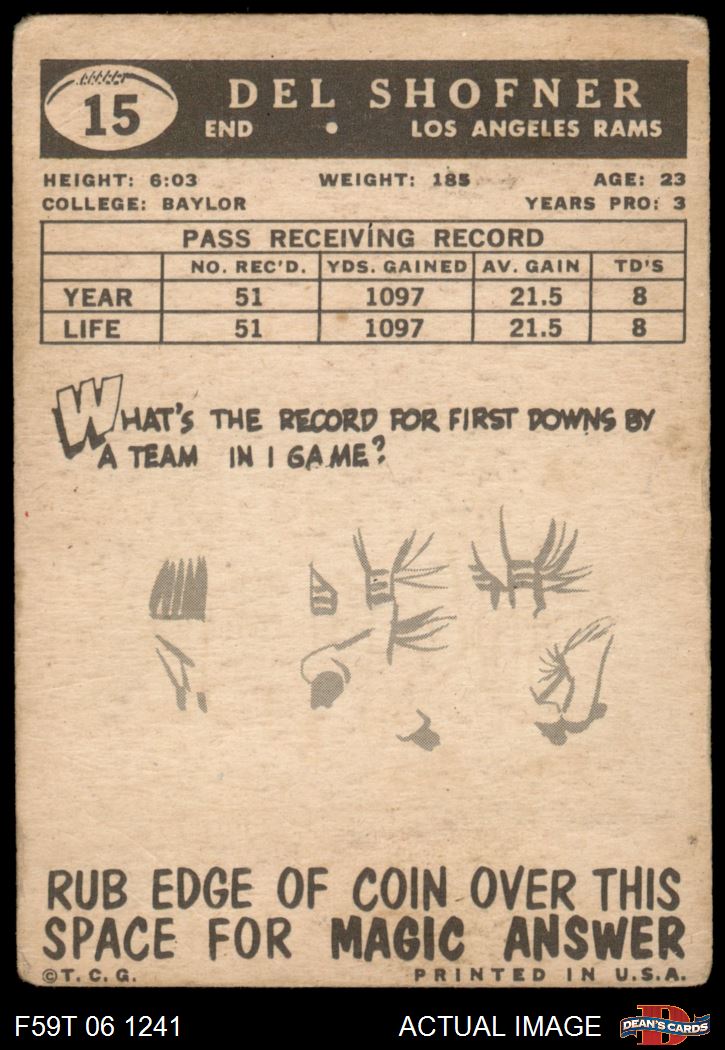 15
DEL SHOFNER
END • LOS ANGELES RAMS
HEIGHT: 6:03 WEIGHT: 185 AGE: 23
COLLEGE: BAYLOR YEARS PRO: 3
PASS RECEIVING RECORD
NO. REC'D. YDS. GAINED AV. GAIN TD'S
YEAR 51 1097 21.5 8
LIFE 51 1097 21.5 8
WHAT'S THE RECORD FOR FIRST DOWNS BY
A TEAM IN 1 GAME?
RUB EDGE OF COIN OVER THIS
SPACE FOR MAGIC ANSWER
©T.C.G. PRINTED IN U.S.A.
F59T 06 1241 ACTUAL IMAGE DEAN'S CARDS